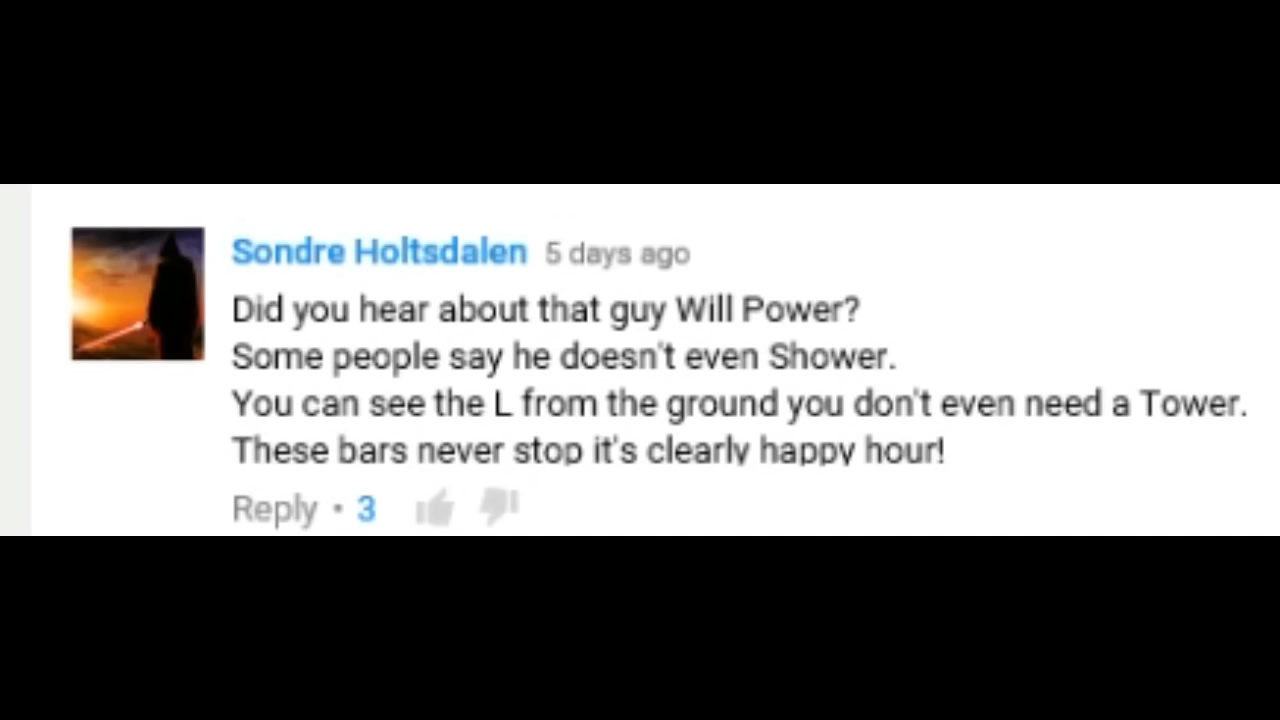 Sondre Holtsdalen 5 days ago
Did you hear about that guy Will Power?
Some people say he doesn't even Shower.
You can see the L from the ground you don't even need a Tower.
These bars never stop it's clearly happy hour!
Reply • 3